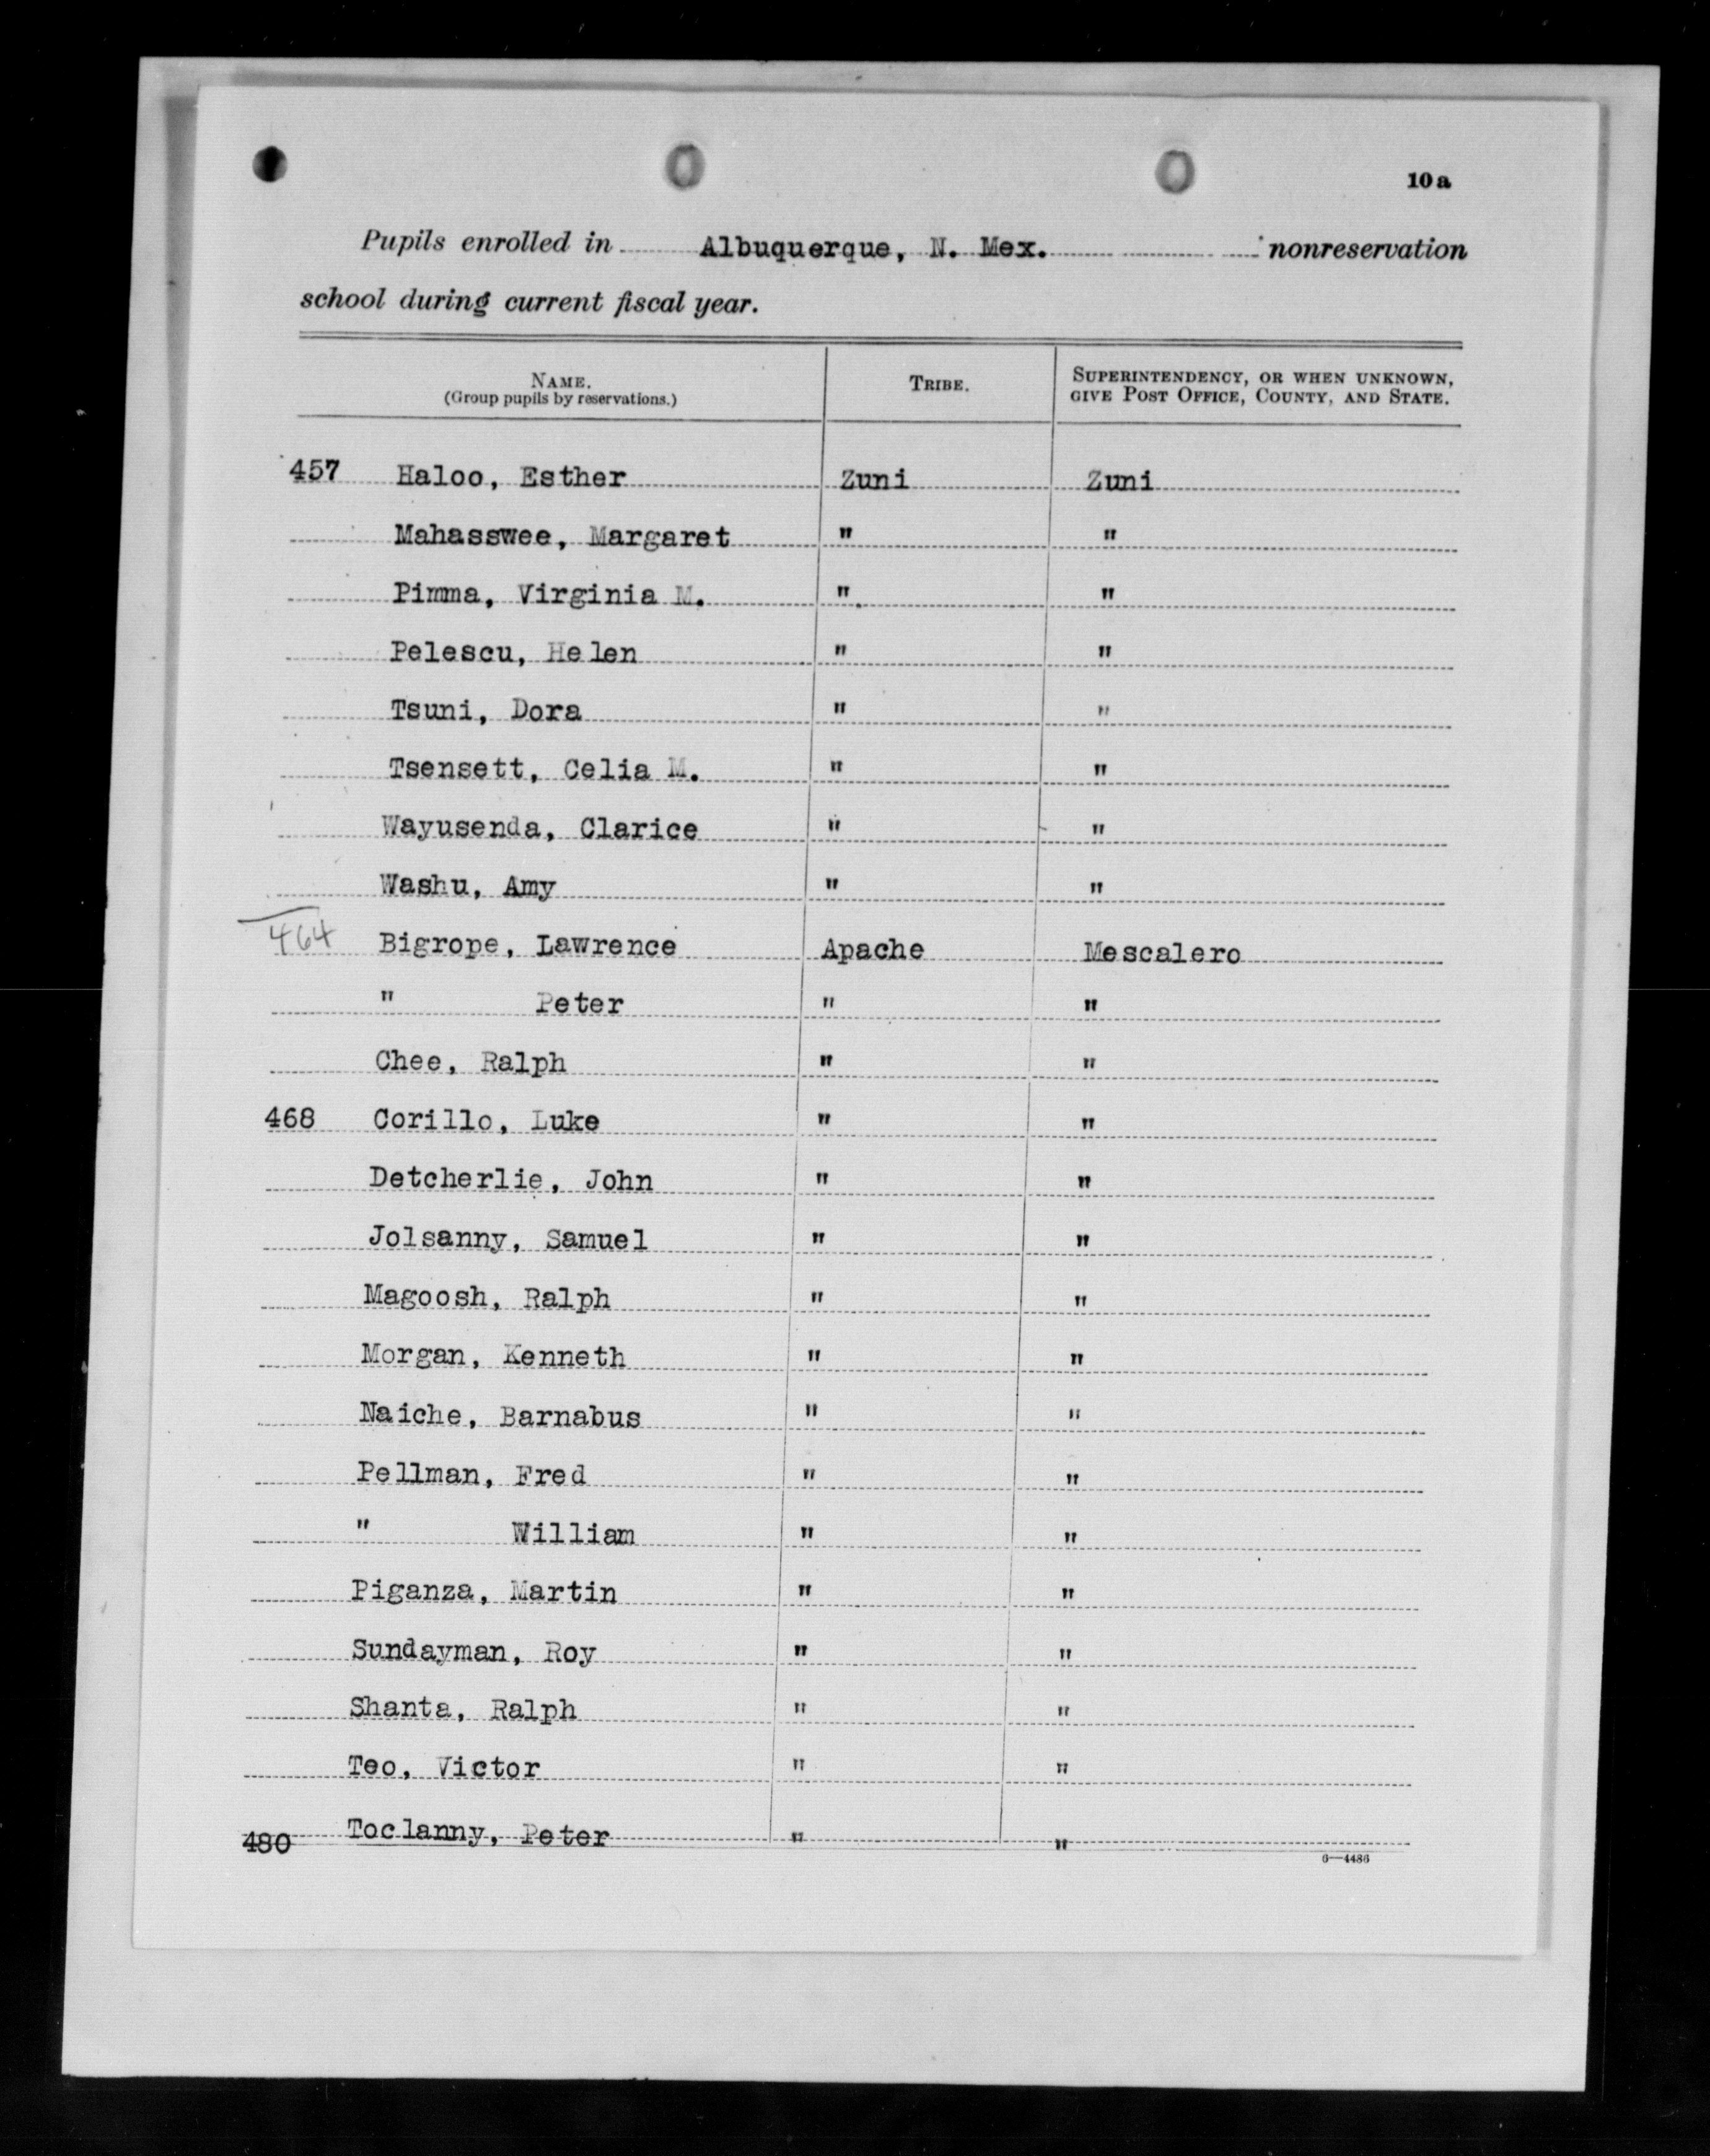 10 a
Pupils enrolled in Albuquerque, N. Mex. nonreservation
school during current fiscal year.
NAME. TRIBE. SUPERINTENDENCY, OR WHEN UNKNOWN,
(Group pupils by reservations.) GIVE POST OFFICE, COUNTY, AND STATE.
457 Haloo, Esther Zuni Zuni
Mahasswee, Margaret " "
Pimma, Virginia M. " "
Pelescu, Helen " "
Tsuni, Dora " "
Tsensett, Celia M. " "
Wayusenda, Clarice " "
Washu, Amy " "
464 Bigrope, Lawrence Apache Mescalero
" Peter " "
Chee, Ralph " "
468 Corillo, Luke " "
Detcherlie, John " "
Jolsanny, Samuel " "
Magoosh, Ralph " "
Morgan, Kenneth " "
Naiche, Barnabus " "
Pellman, Fred " "
" William " "
Piganza, Martin " "
Sundayman, Roy " "
Shanta, Ralph " "
Teo, Victor " "
480 Toclanny, Peter " "
6—4486